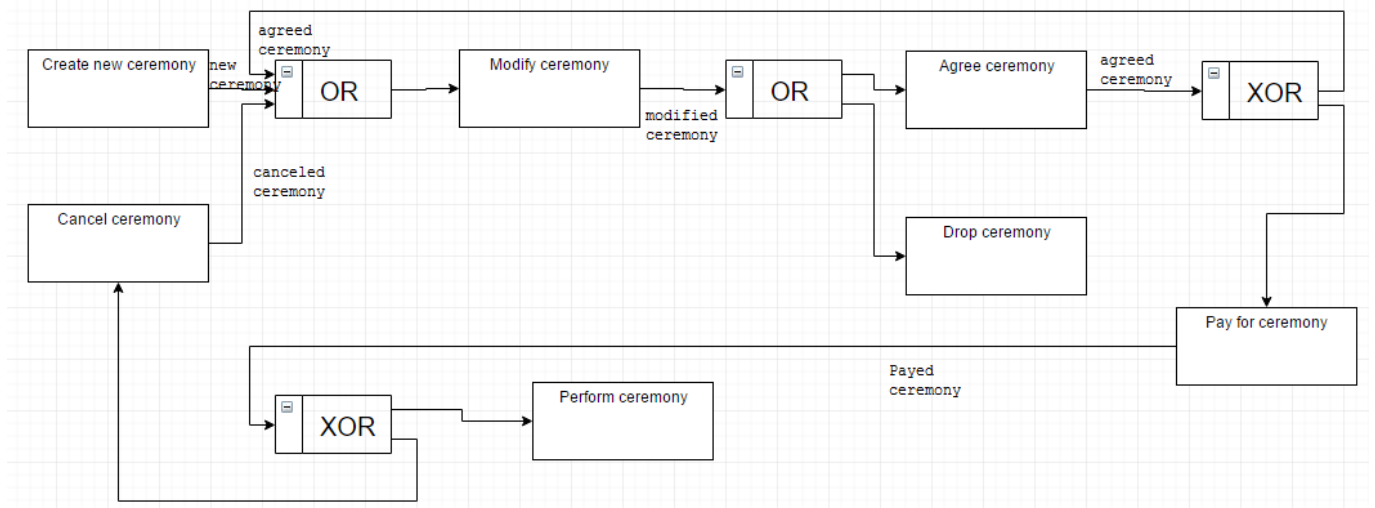 agreed
ceremony
Create new ceremony
new
ceremony
OR
Modify ceremony
modified
ceremony
OR
Agree ceremony
agreed
ceremony
XOR
canceled
ceremony
Cancel ceremony
Drop ceremony
Pay for ceremony
Payed
ceremony
XOR
Perform ceremony